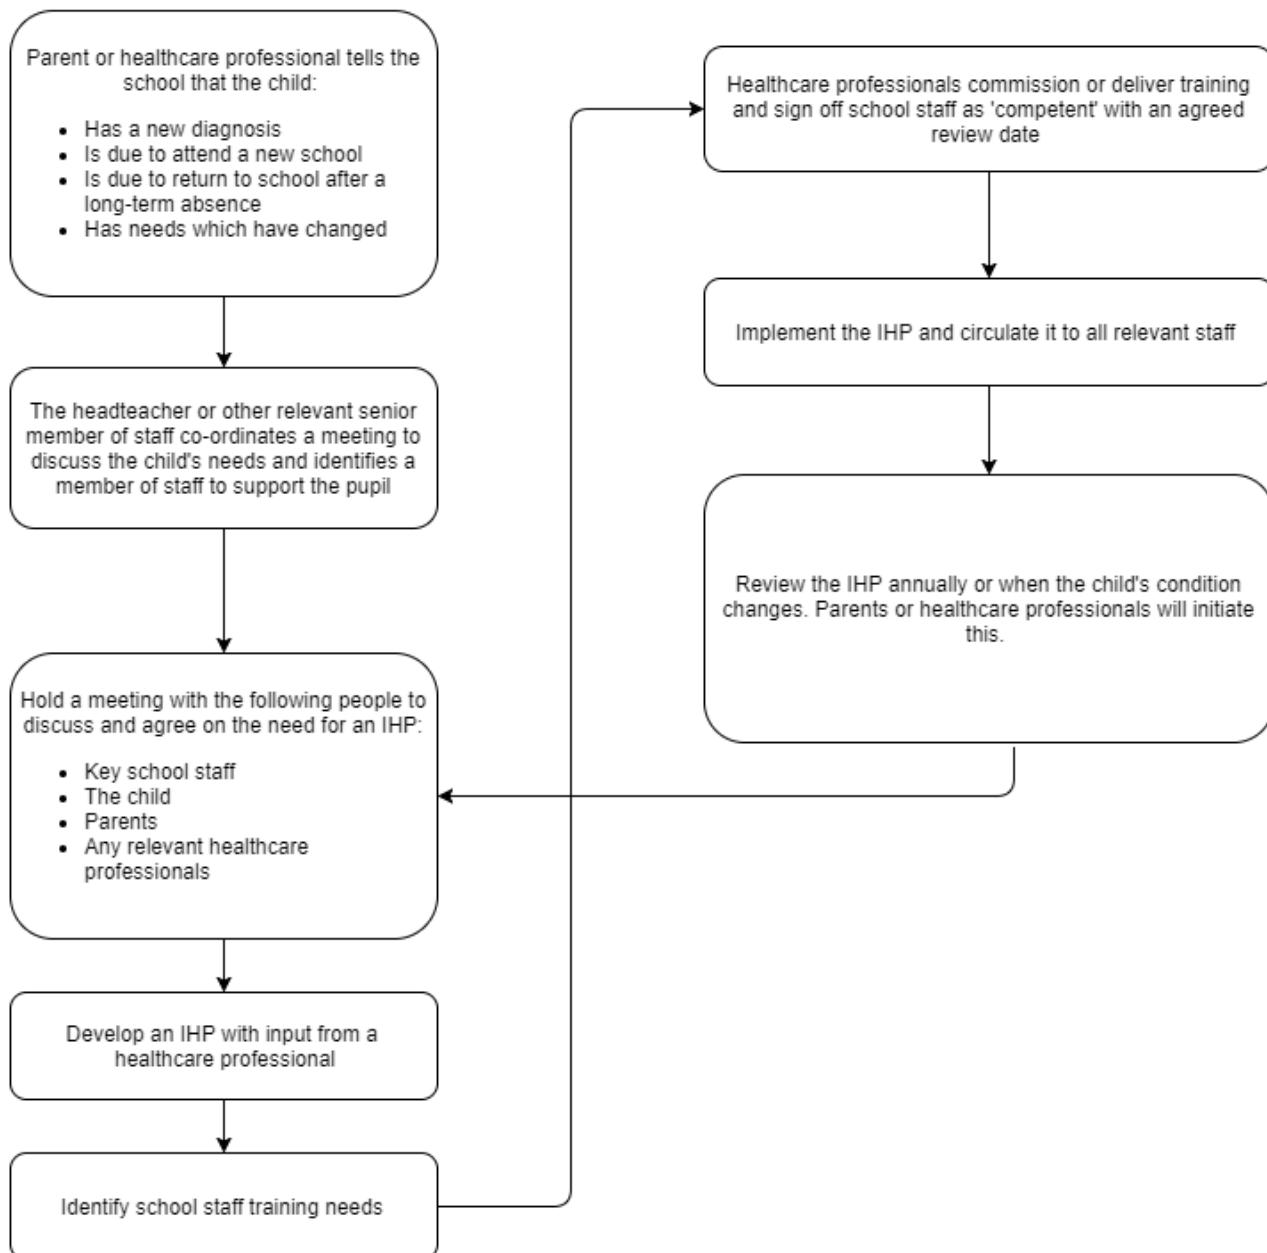 Parent or healthcare professional tells the
school that the child:
• Has a new diagnosis
• Is due to attend a new school
• Is due to return to school after a
long-term absence
• Has needs which have changed
The headteacher or other relevant senior
member of staff co-ordinates a meeting to
discuss the child's needs and identifies a
member of staff to support the pupil
Hold a meeting with the following people to
discuss and agree on the need for an IHP:
• Key school staff
• The child
• Parents
• Any relevant healthcare
professionals
Develop an IHP with input from a
healthcare professional
Identify school staff training needs
Healthcare professionals commission or deliver training
and sign off school staff as 'competent' with an agreed
review date
Implement the IHP and circulate it to all relevant staff
Review the IHP annually or when the child's condition
changes. Parents or healthcare professionals will initiate
this.